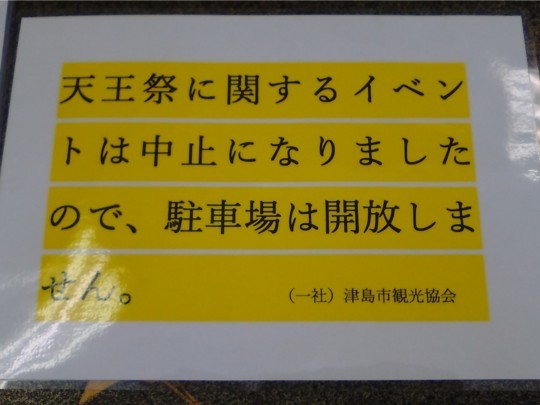 天王祭に関するイベン
トは中止になりました
ので、駐車場は開放しま
せん。
(一社)津島市観光協会